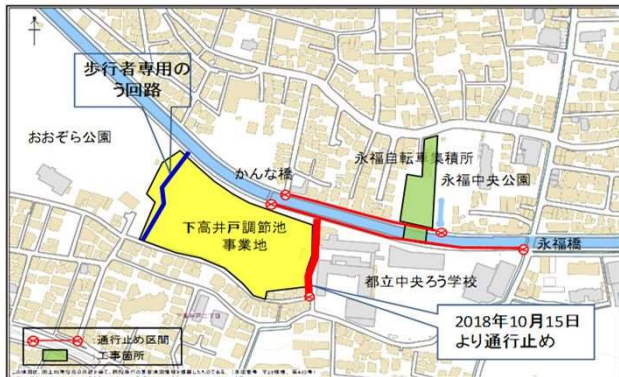 歩行者専用の
う回路
おおぞら公園
かんな橋
永福自転車集積所
永福中央公園
下高井戸調節池
事業地
永福橋
都立中央ろう学校
2018年10月15日
より通行止め
:通行止め区間
:工事箇所